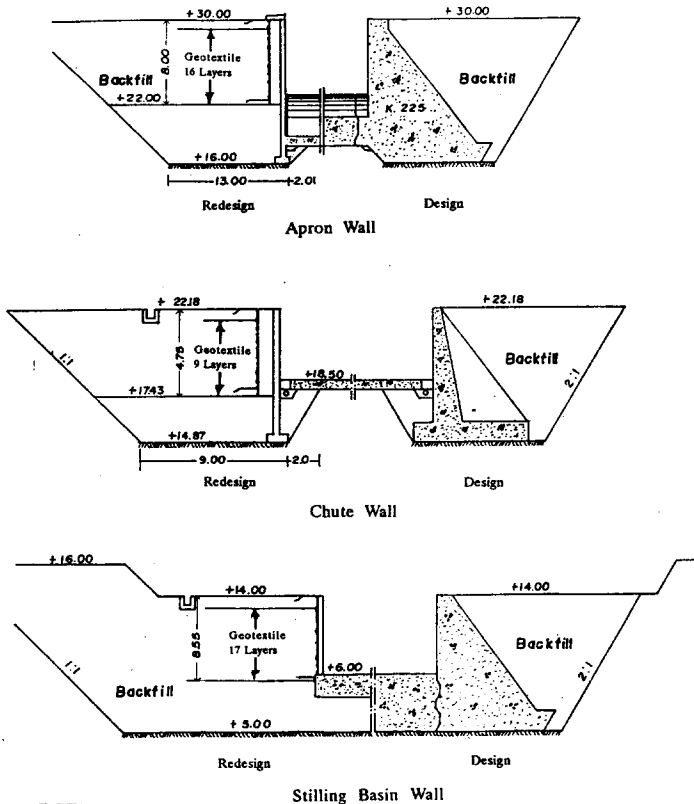 +30.00
+30.00
8.00
Geotextile
16 Layers
Backfill
Backfill
+22.00
K. 225
+16.00
13.00
2.01
Redesign
Design
Apron Wall
+ 22.18
+22.18
1:1
4.75
Geotextile
9 Layers
Backfill
2:1
+18.50
+17.43
+14.87
9.00
2.0
Redesign
Design
Chute Wall
+16.00
+14.00
+14.00
8.55
Geotextile
17 Layers
1:1
Backfill
Backfill
2:1
+6.00
+ 5.00
Redesign
Design
Stilling Basin Wall